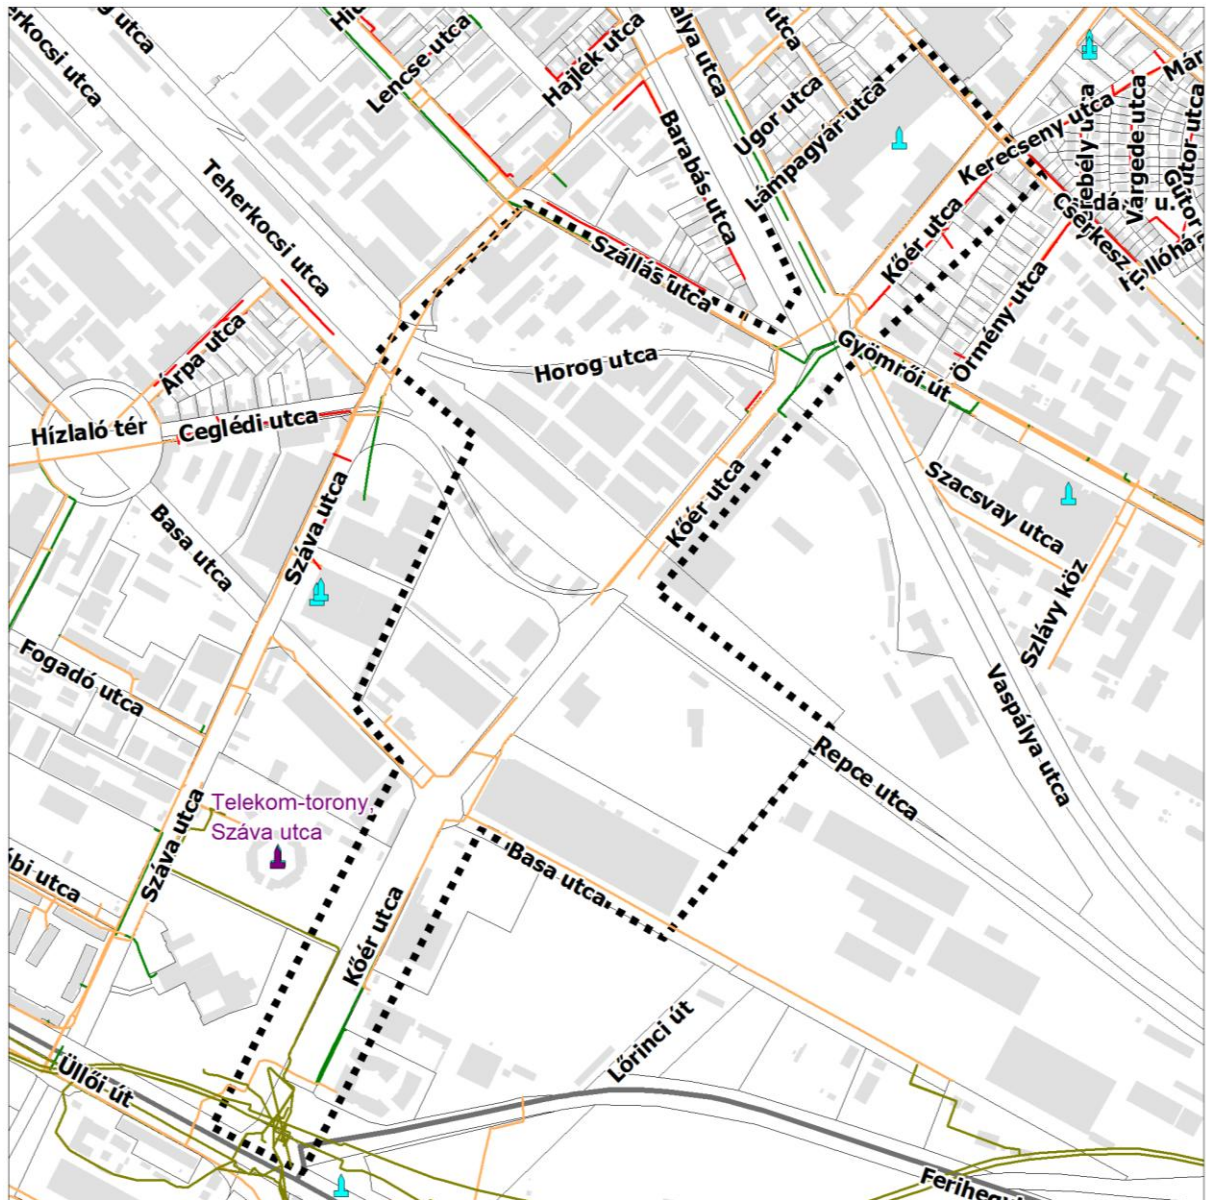 utca
Lencse utca
Hajlék utca
utca
Teherkocsi utca
Barabás utca
Ugor utca
Lámpagyár utca
Kerecseny utca
Kőér utca
Várgede utca
Szállás utca
Örmény utca
Árpa utca
Horog utca
Gyömrői út
Hízlaló tér
Ceglédi utca
Száva utca
Basa utca
Kőér utca
Szacsvay utca
Szlávy köz
Fogadó utca
Vaspálya utca
Repce utca
Telekom-torony,
Száva utca
Száva utca
Basa utca
Kőér utca
Lőrinci út
Üllői út